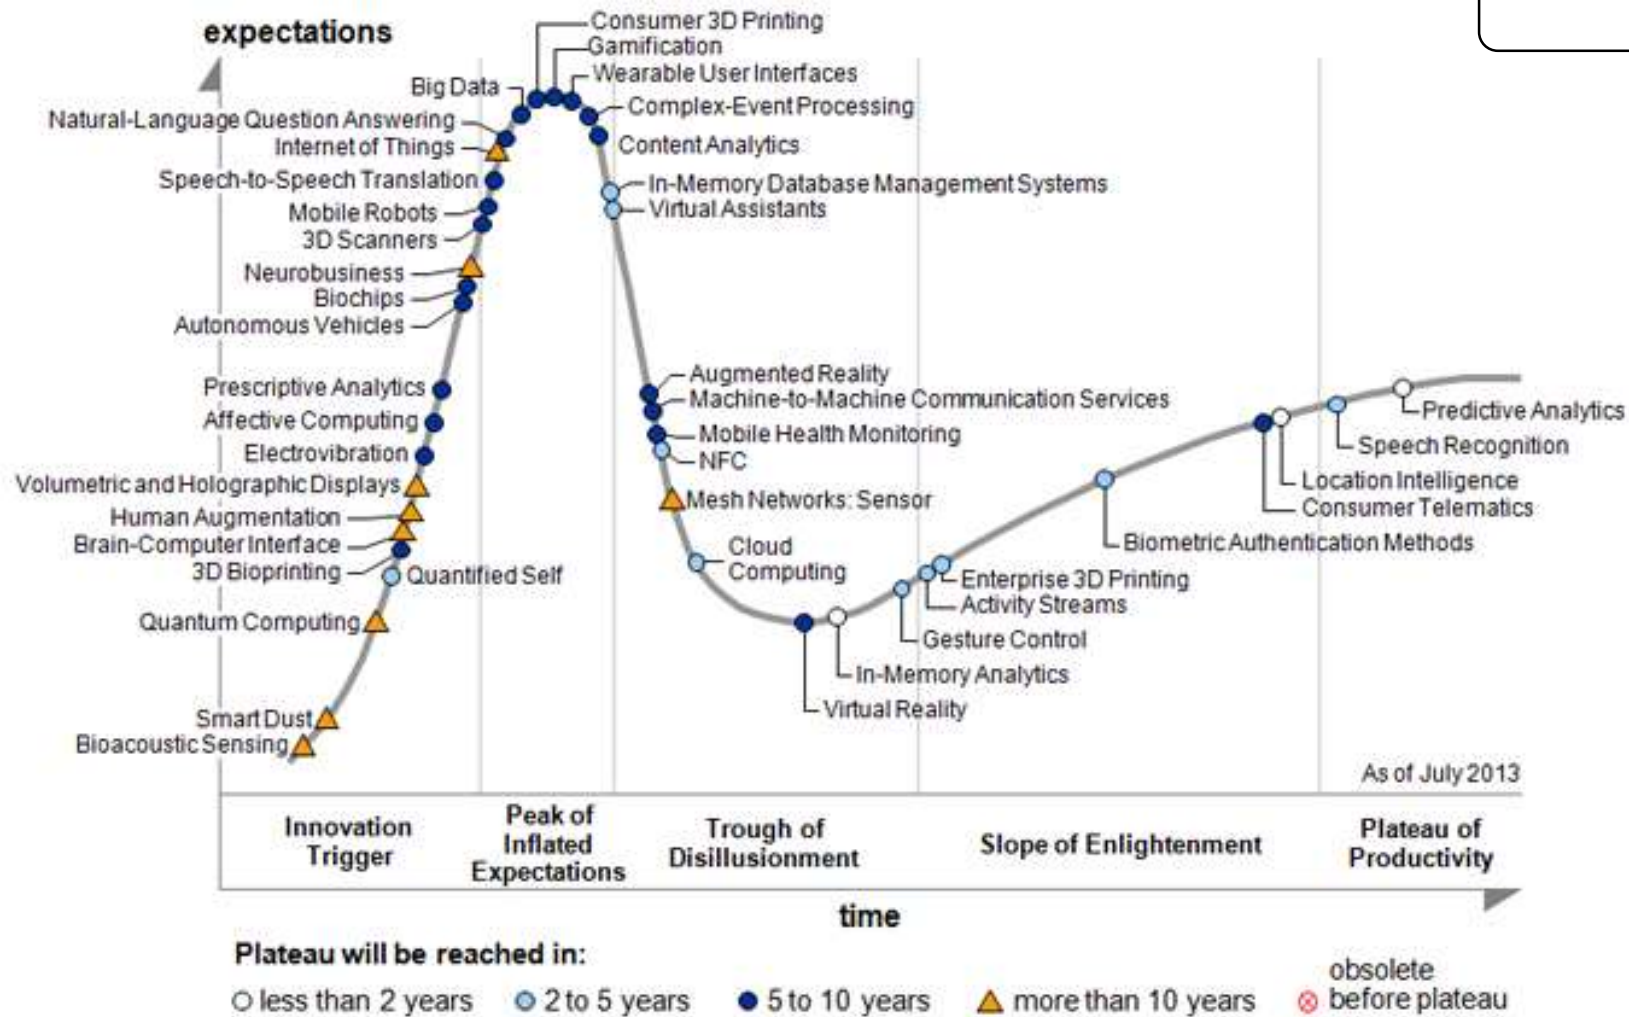 expectations
Consumer 3D Printing
Gamification
Wearable User Interfaces
Big Data
Complex-Event Processing
Natural-Language Question Answering
Internet of Things
Content Analytics
Speech-to-Speech Translation
In-Memory Database Management Systems
Mobile Robots
Virtual Assistants
3D Scanners
Neurobusiness
Biochips
Autonomous Vehicles
Augmented Reality
Prescriptive Analytics
Machine-to-Machine Communication Services
Affective Computing
Mobile Health Monitoring
Electrovibration
NFC
Volumetric and Holographic Displays
Mesh Networks: Sensor
Human Augmentation
Brain-Computer Interface
Cloud
Computing
3D Bioprinting
Quantified Self
Quantum Computing
Smart Dust
Bioacoustic Sensing
Predictive Analytics
Speech Recognition
Location Intelligence
Consumer Telematics
Biometric Authentication Methods
Enterprise 3D Printing
Activity Streams
Gesture Control
In-Memory Analytics
Virtual Reality
As of July 2013
Innovation
Trigger
Peak of
Inflated
Expectations
Trough of
Disillusionment
Slope of Enlightenment
Plateau of
Productivity
time
Plateau will be reached in:
less than 2 years
2 to 5 years
5 to 10 years
more than 10 years
obsolete
before plateau